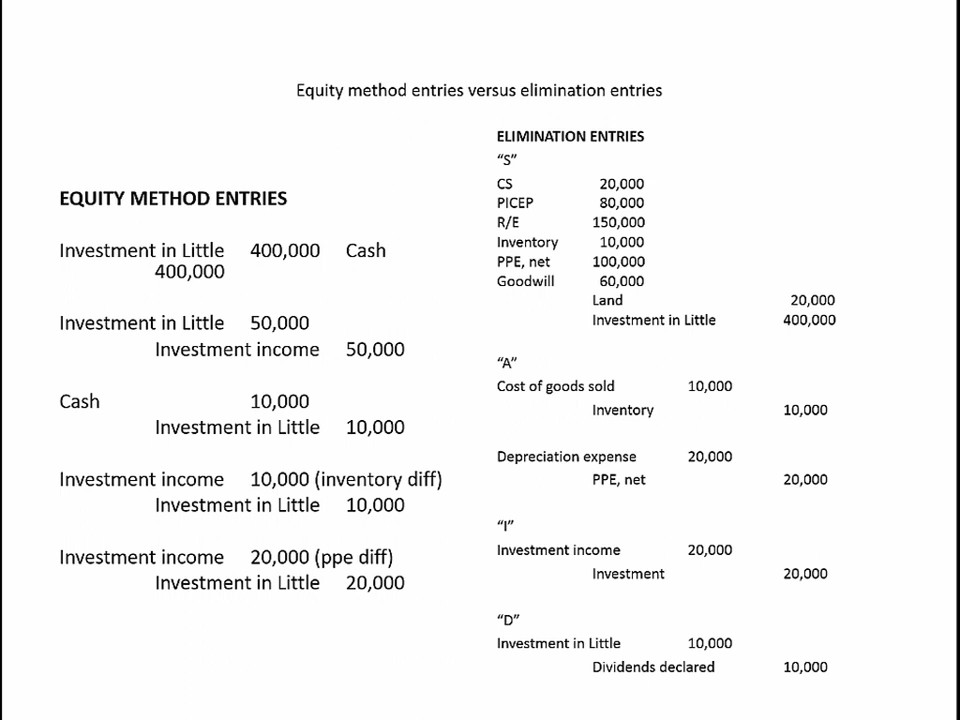 Equity method entries versus elimination entries
EQUITY METHOD ENTRIES
Investment in Little 400,000 Cash
400,000
Investment in Little 50,000
Investment income 50,000
Cash 10,000
Investment in Little 10,000
Investment income 10,000 (inventory diff)
Investment in Little 10,000
Investment income 20,000 (ppe diff)
Investment in Little 20,000
ELIMINATION ENTRIES
“S”
CS 20,000
PICEP 80,000
R/E 150,000
Inventory 10,000
PPE, net 100,000
Goodwill 60,000
Land 20,000
Investment in Little 400,000
“A”
Cost of goods sold 10,000
Inventory 10,000
Depreciation expense 20,000
PPE, net 20,000
“I”
Investment income 20,000
Investment 20,000
“D”
Investment in Little 10,000
Dividends declared 10,000